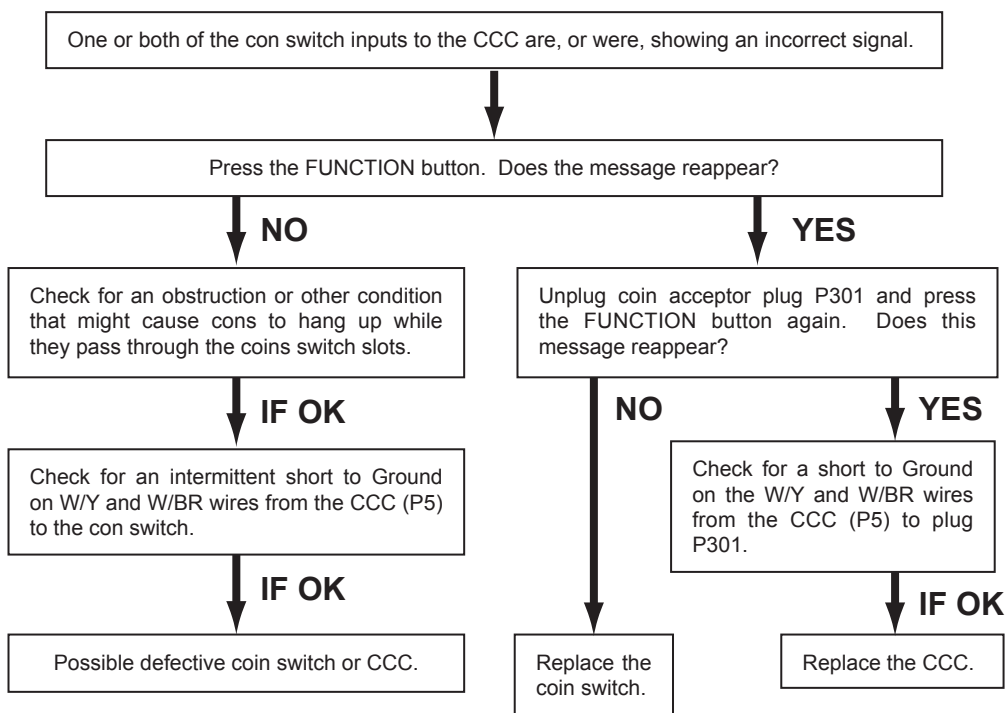 One or both of the con switch inputs to the CCC are, or were, showing an incorrect signal.
Press the FUNCTION button. Does the message reappear?
NO
YES
Check for an obstruction or other condition
that might cause cons to hang up while
they pass through the coins switch slots.
Unplug coin acceptor plug P301 and press
the FUNCTION button again. Does this
message reappear?
IF OK
NO
YES
Check for an intermittent short to Ground
on W/Y and W/BR wires from the CCC (P5)
to the con switch.
Check for a short to Ground
on the W/Y and W/BR wires
from the CCC (P5) to plug
P301.
IF OK
IF OK
Possible defective coin switch or CCC.
Replace the
coin switch.
Replace the CCC.